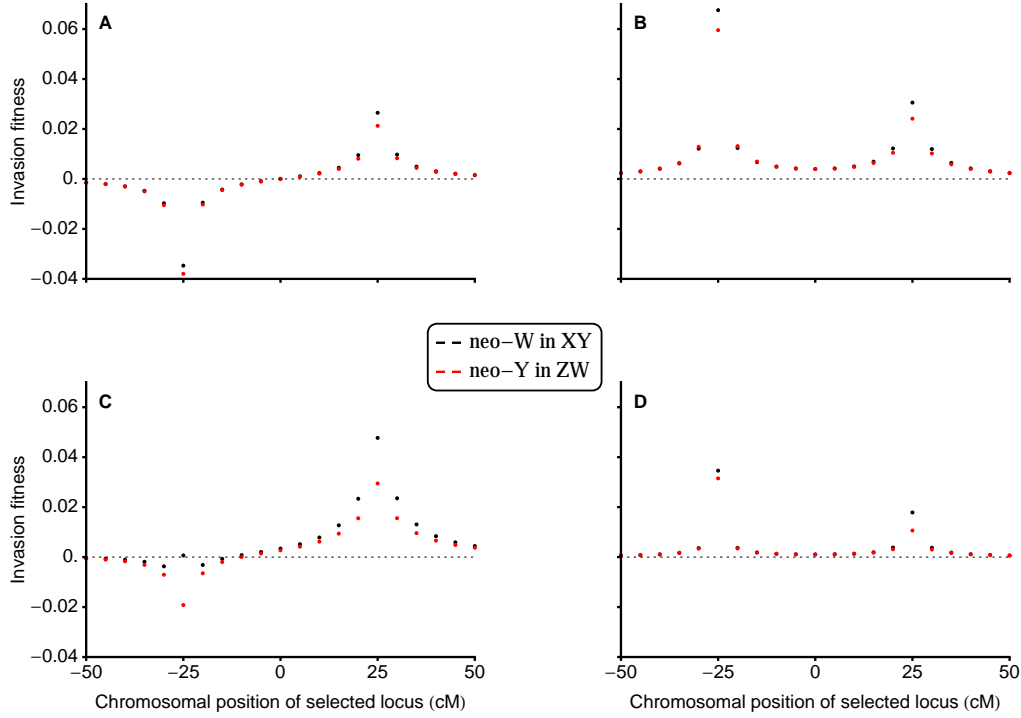 A
B
0.06
0.04
0.02
0.
−0.02
−0.04
Invasion fitness
neo−W in XY
neo−Y in ZW
C
D
0.06
0.04
0.02
0.
−0.02
−0.04
Invasion fitness
−50 −25 0 25 50
−50 −25 0 25 50
Chromosomal position of selected locus (cM)
Chromosomal position of selected locus (cM)